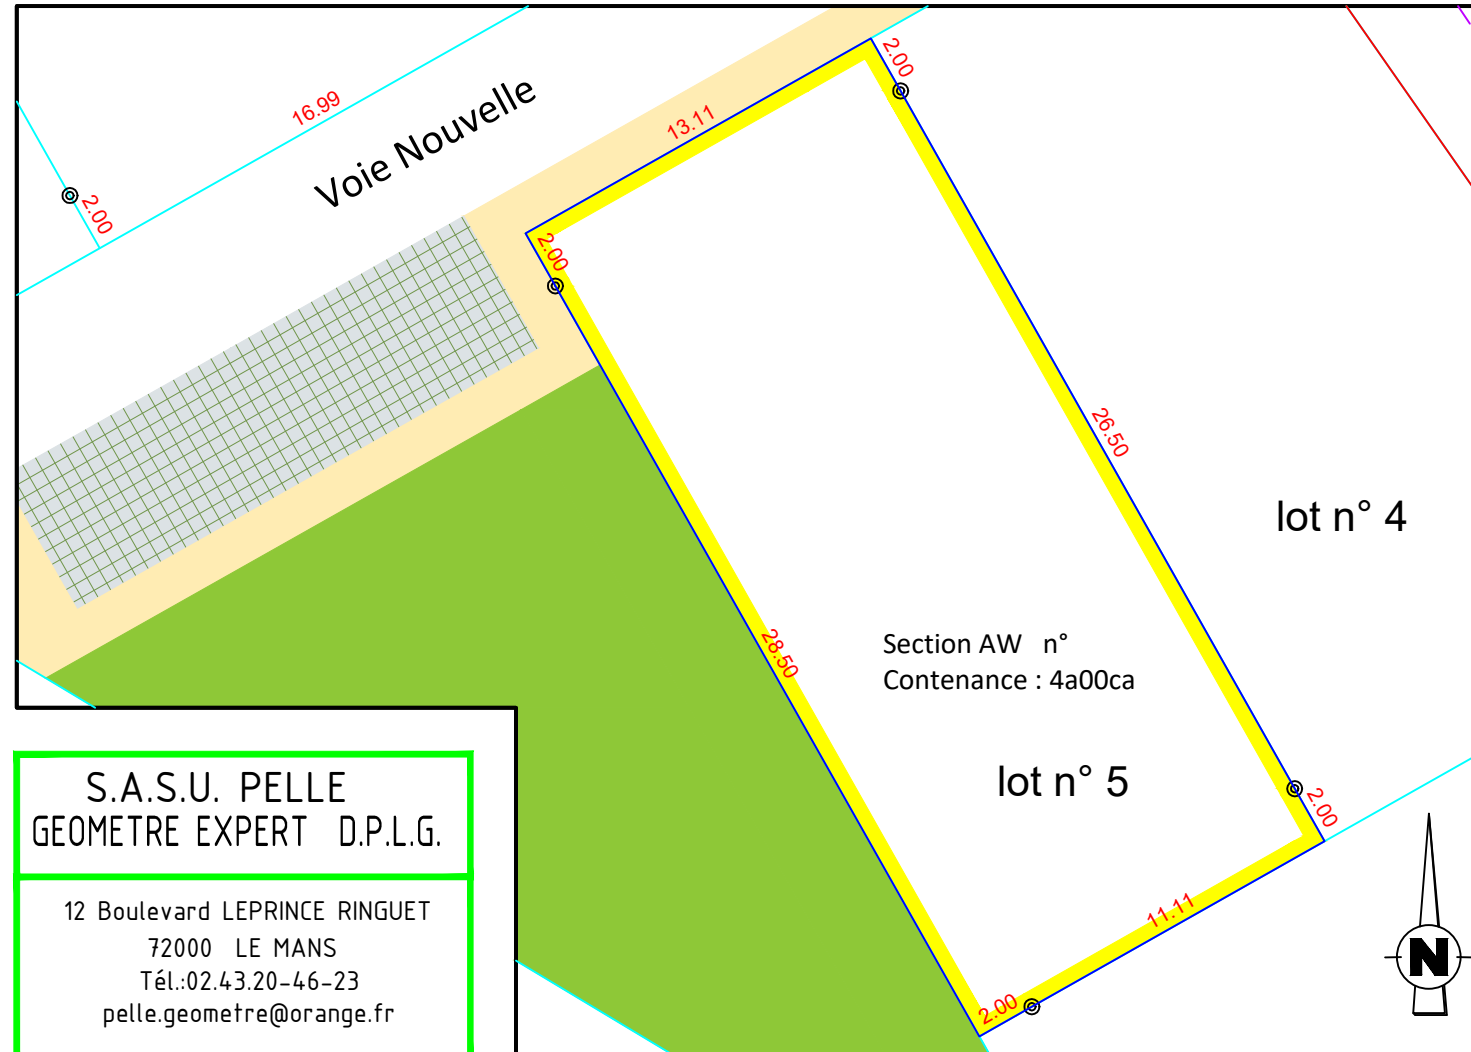 16.99
Voie Nouvelle
13.11
2.00
2.00
2.00
26.50
lot n° 4
28.50
Section AW n°
Contenance : 4a00ca
lot n° 5
2.00
11.11
2.00
N
S.A.S.U. PELLE
GEOMETRE EXPERT D.P.L.G.
12 Boulevard LEPRINCE RINGUET
72000 LE MANS
Tél.:02.43.20-46-23
pelle.geometre@orange.fr